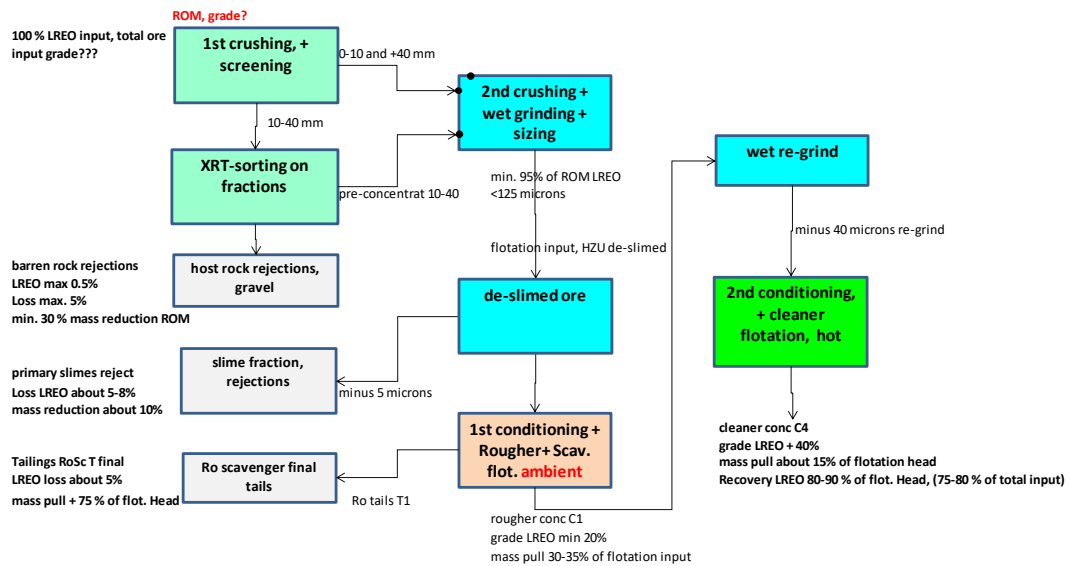 ROM, grade?
100 % LREO input, total ore
input grade???
1st crushing, +
screening
0-10 and +40 mm
2nd crushing +
wet grinding +
sizing
10-40 mm
XRT-sorting on
fractions
pre-concentrat 10-40
wet re-grind
min. 95% of ROM LREO
<125 microns
minus 40 microns re-grind
flotation input, HZU de-slimed
barren rock rejections
LREO max 0.5%
Loss max. 5%
min. 30 % mass reduction ROM
host rock rejections,
gravel
de-slimed ore
2nd conditioning,
+ cleaner
flotation, hot
primary slimes reject
Loss LREO about 5-8%
mass reduction about 10%
slime fraction,
rejections
minus 5 microns
1st conditioning +
Rougher+ Scav.
flot. ambient
cleaner conc C4
grade LREO + 40%
mass pull about 15% of flotation head
Recovery LREO 80-90 % of flot. Head, (75-80 % of total input)
Tailings RoSc T final
LREO loss about 5%
mass pull + 75 % of flot. Head
Ro scavenger final
tails
Ro tails T1
rougher conc C1
grade LREO min 20%
mass pull 30-35% of flotation input